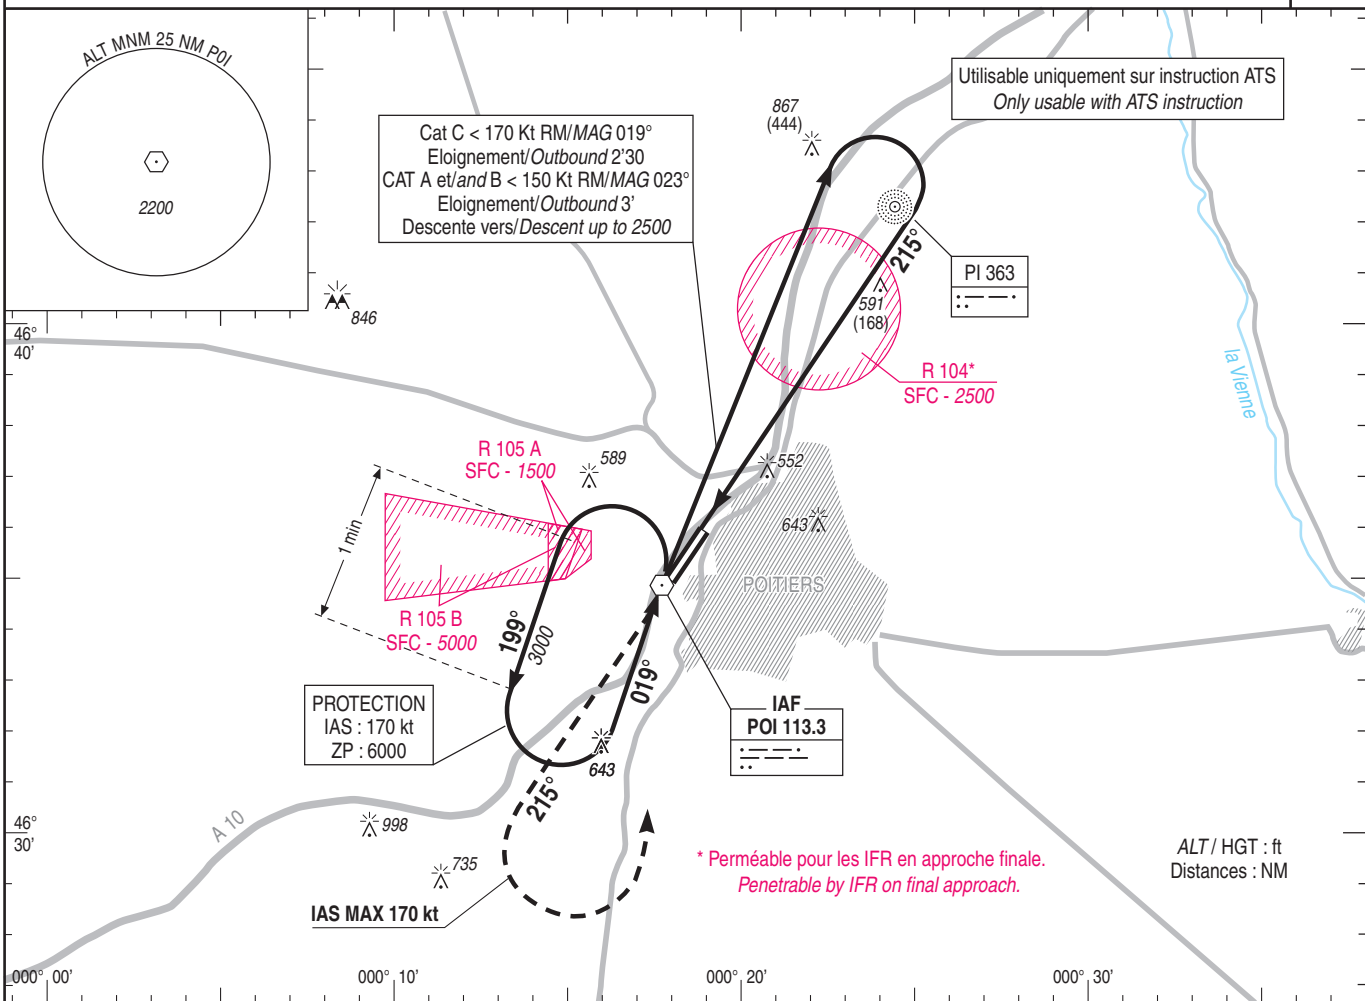 ALT MNM 25 NM P0I
2200
Utilisable uniquement sur instruction ATS
Only usable with ATS instruction
867
(444)
Cat C < 170 Kt RM/MAG 019°
Eloignement/Outbound 2'30
CAT A et/and B < 150 Kt RM/MAG 023°
Eloignement/Outbound 3'
Descente vers/Descent up to 2500
215°
PI 363
846
591
(168)
46°
40'
R 104*
SFC - 2500
la Vienne
R 105 A
SFC - 1500
589
552
643
1 min
POITIERS
R 105 B
SFC - 5000
199°
3000
019°
PROTECTION
IAS : 170 kt
ZP : 6000
IAF
POI 113.3
643
215°
A 10
998
46°
30'
735
* Perméable pour les IFR en approche finale.
Penetrable by IFR on final approach.
ALT / HGT : ft
Distances : NM
IAS MAX 170 kt
000° 00'
000° 10'
000° 20'
000° 30'